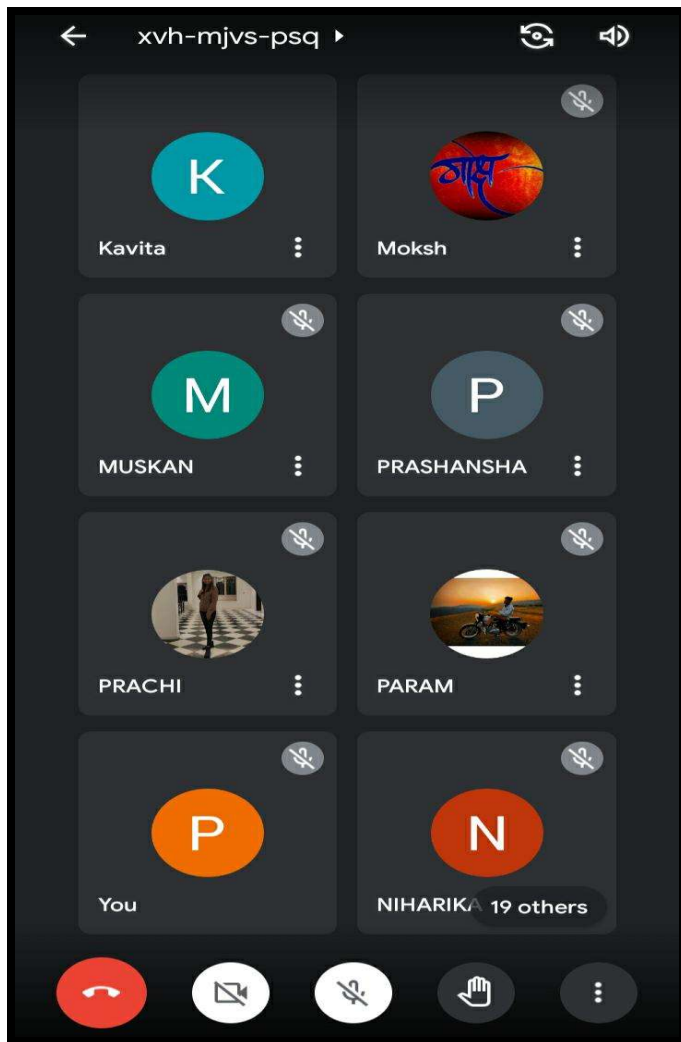 xvh-mjvs-psq
K
Kavita
मोक्ष
Moksh
M
MUSKAN
P
PRASHANSHA
PRACHI
PARAM
P
You
N
NIHARIKA
19 others